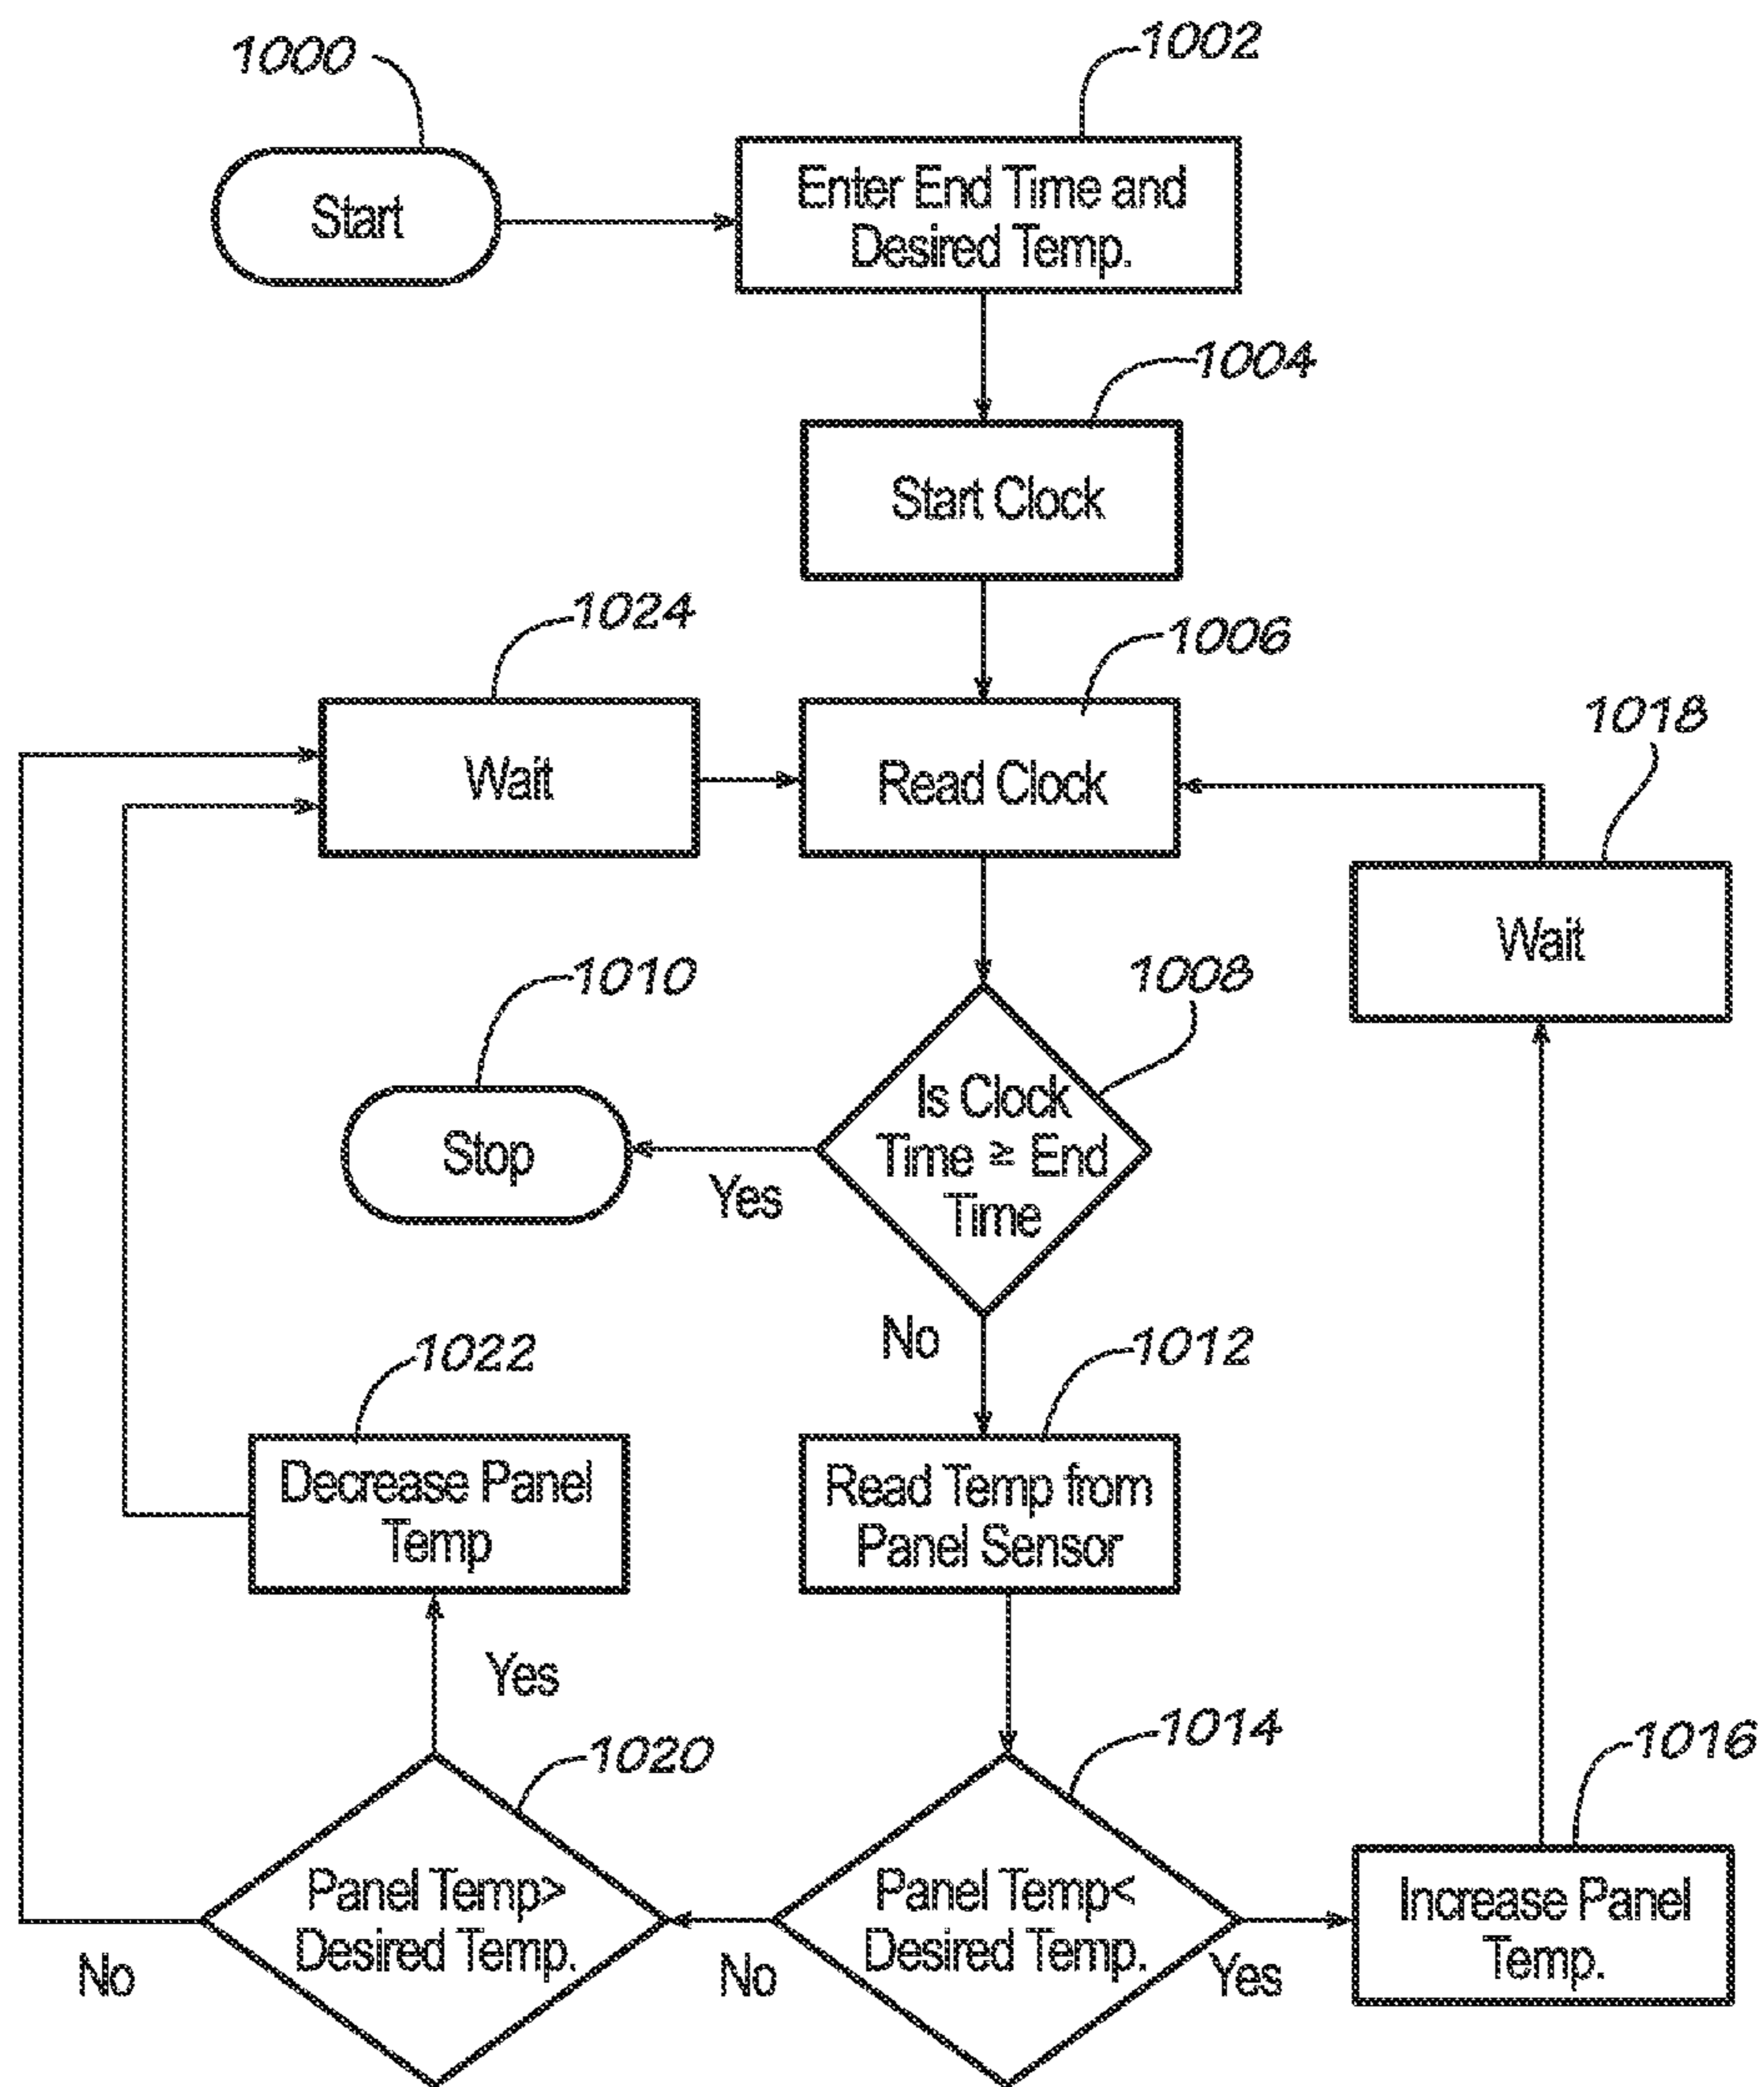 1000
1002
Start
Enter End Time and
Desired Temp.
1004
Start Clock
1024
1006
1018
Wait
Read Clock
Wait
1010
1008
Stop
Is Clock
Time ≥ End
Time
Yes
No
1022
1012
Decrease Panel
Temp
Read Temp from
Panel Sensor
Yes
1020
1014
1016
Panel Temp>
Desired Temp.
Panel Temp<
Desired Temp.
Increase Panel
Temp.
No
No
Yes